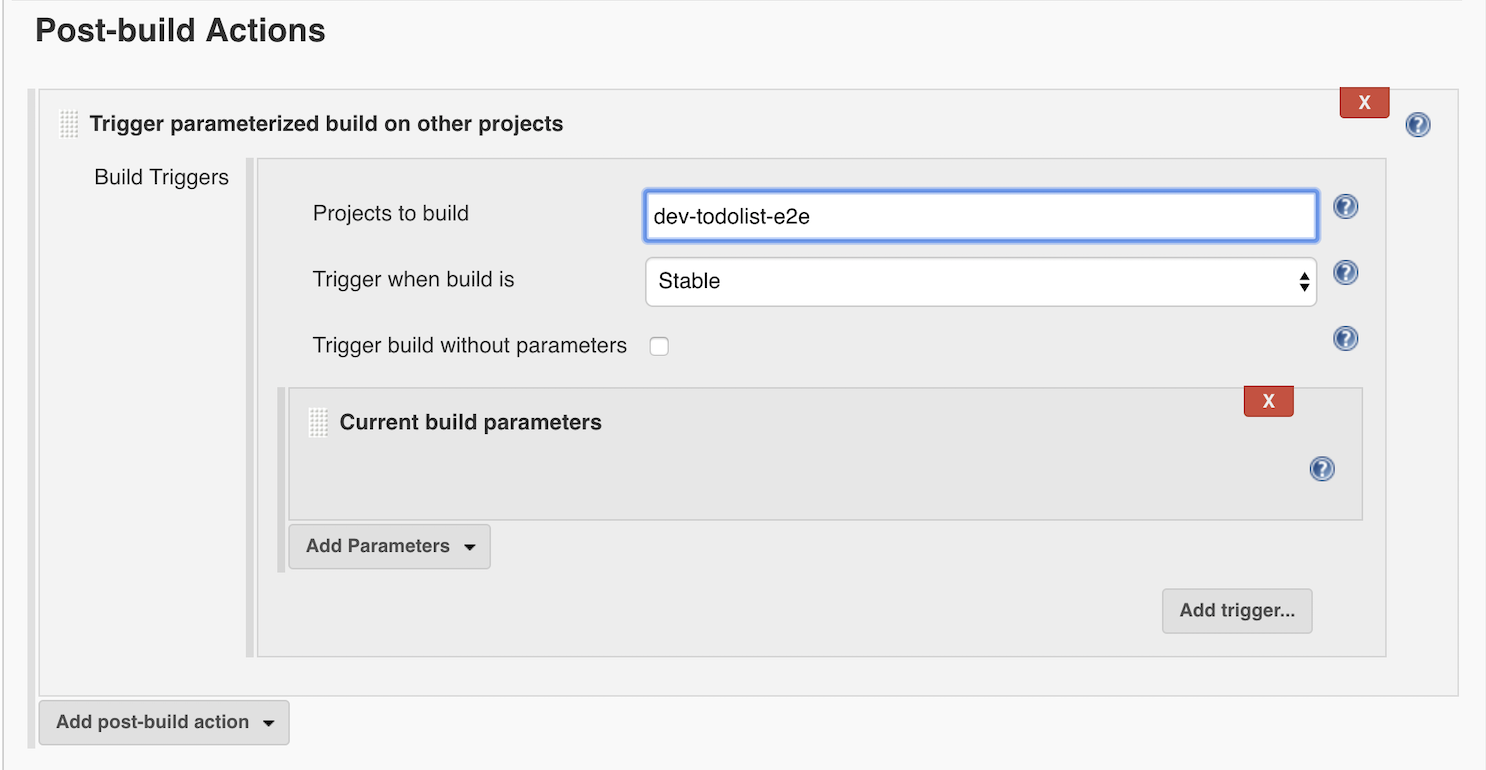 Post-build Actions
X
Trigger parameterized build on other projects
?
Build Triggers
Projects to build
dev-todolist-e2e
?
Trigger when build is
Stable
?
Trigger build without parameters
?
X
Current build parameters
?
Add Parameters
Add trigger...
Add post-build action